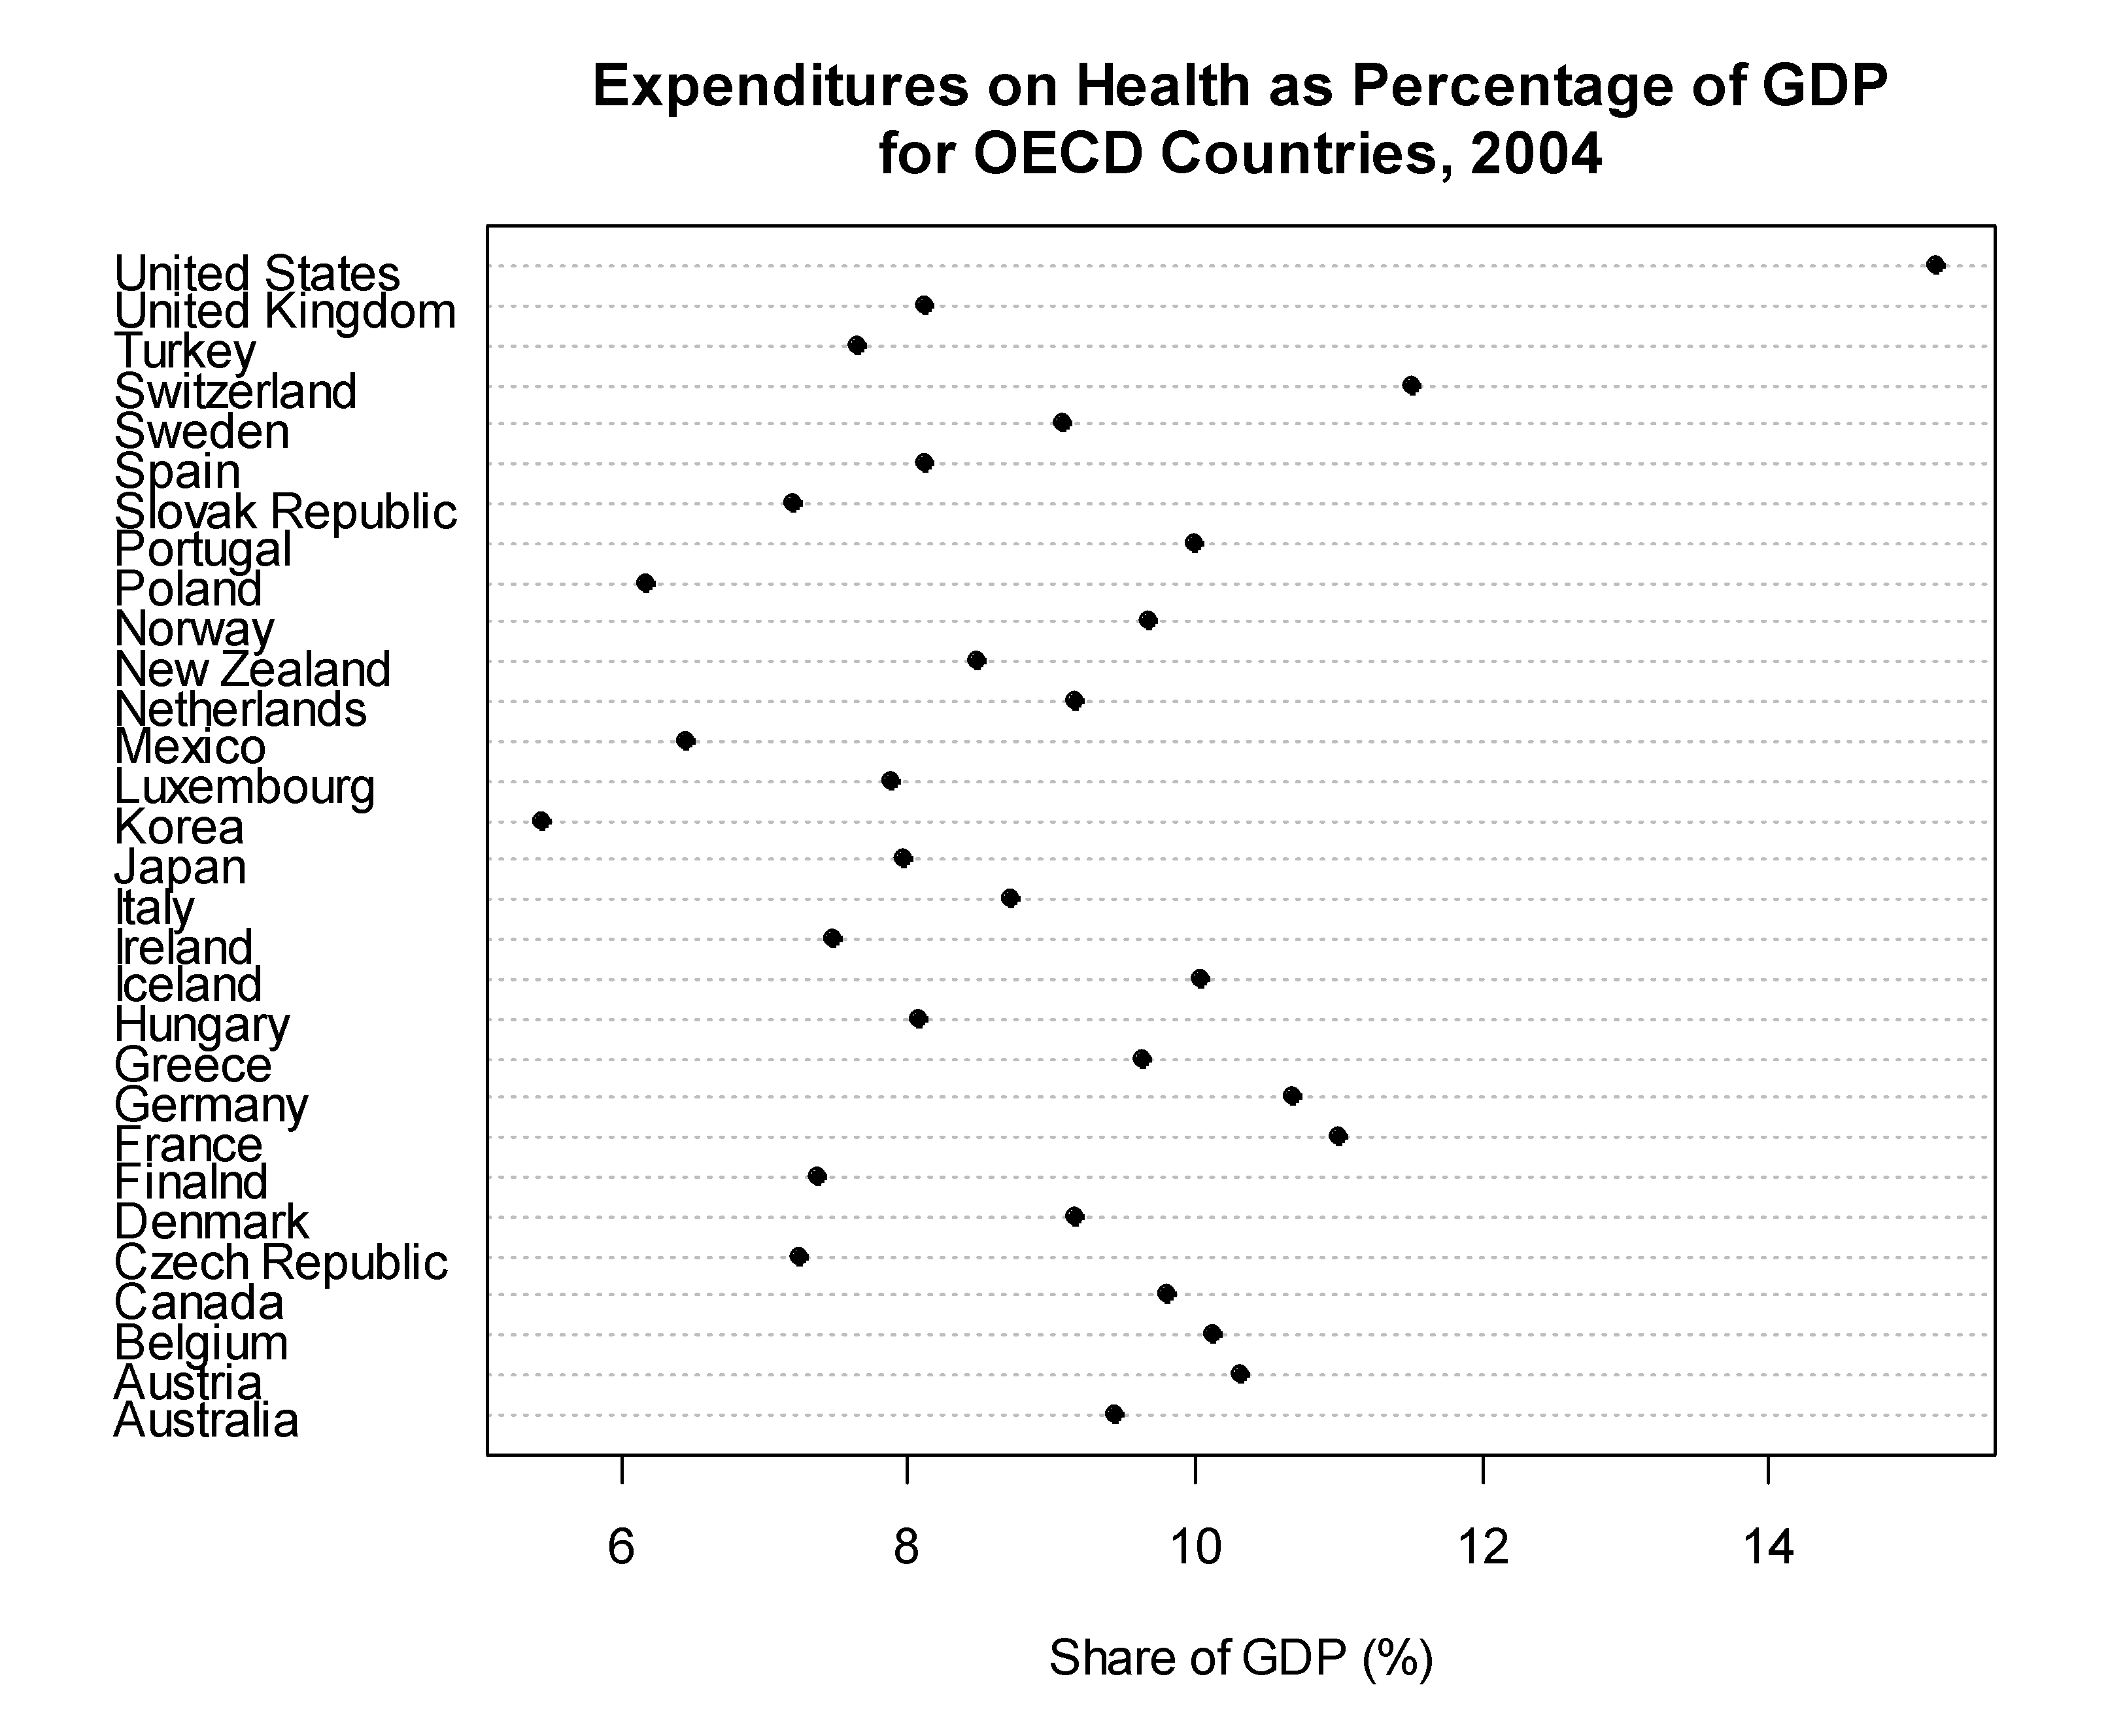 Expenditures on Health as Percentage of GDP
for OECD Countries, 2004
United States
United Kingdom
Turkey
Switzerland
Sweden
Spain
Slovak Republic
Portugal
Poland
Norway
New Zealand
Netherlands
Mexico
Luxembourg
Korea
Japan
Italy
Ireland
Iceland
Hungary
Greece
Germany
France
Finalnd
Denmark
Czech Republic
Canada
Belgium
Austria
Australia
6 8 10 12 14
Share of GDP (%)